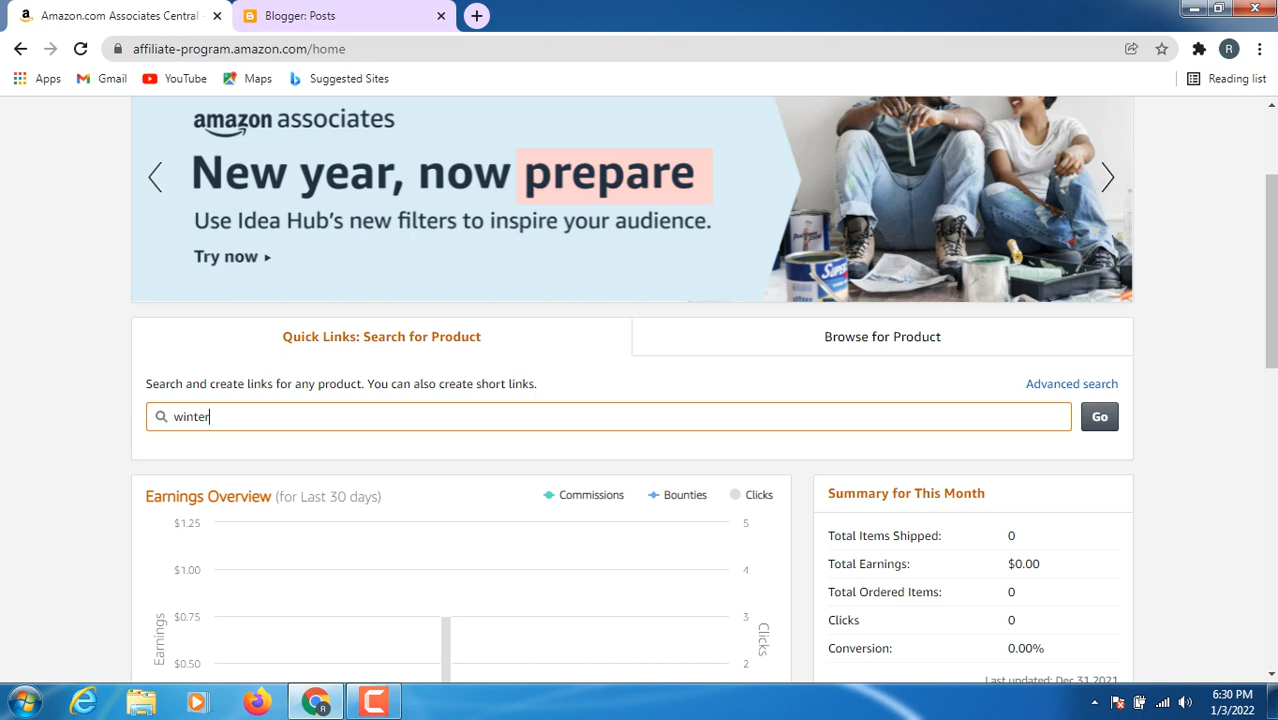 Amazon.com Associates Central
Blogger: Posts
affiliate-program.amazon.com/home
R
Apps
Gmail
YouTube
Maps
Suggested Sites
Reading list
amazon associates
New year, now prepare
Use Idea Hub's new filters to inspire your audience.
Try now
Quick Links: Search for Product
Browse for Product
Search and create links for any product. You can also create short links.
Advanced search
winter
Go
Earnings Overview (for Last 30 days)
Commissions
Bounties
Clicks
$1.25
5
$1.00
4
$0.75
3
$0.50
2
Earnings
Clicks
Summary for This Month
Total Items Shipped: 0
Total Earnings: $0.00
Total Ordered Items: 0
Clicks 0
Conversion: 0.00%
Last updated: Dec 31 2021
6:30 PM
1/3/2022